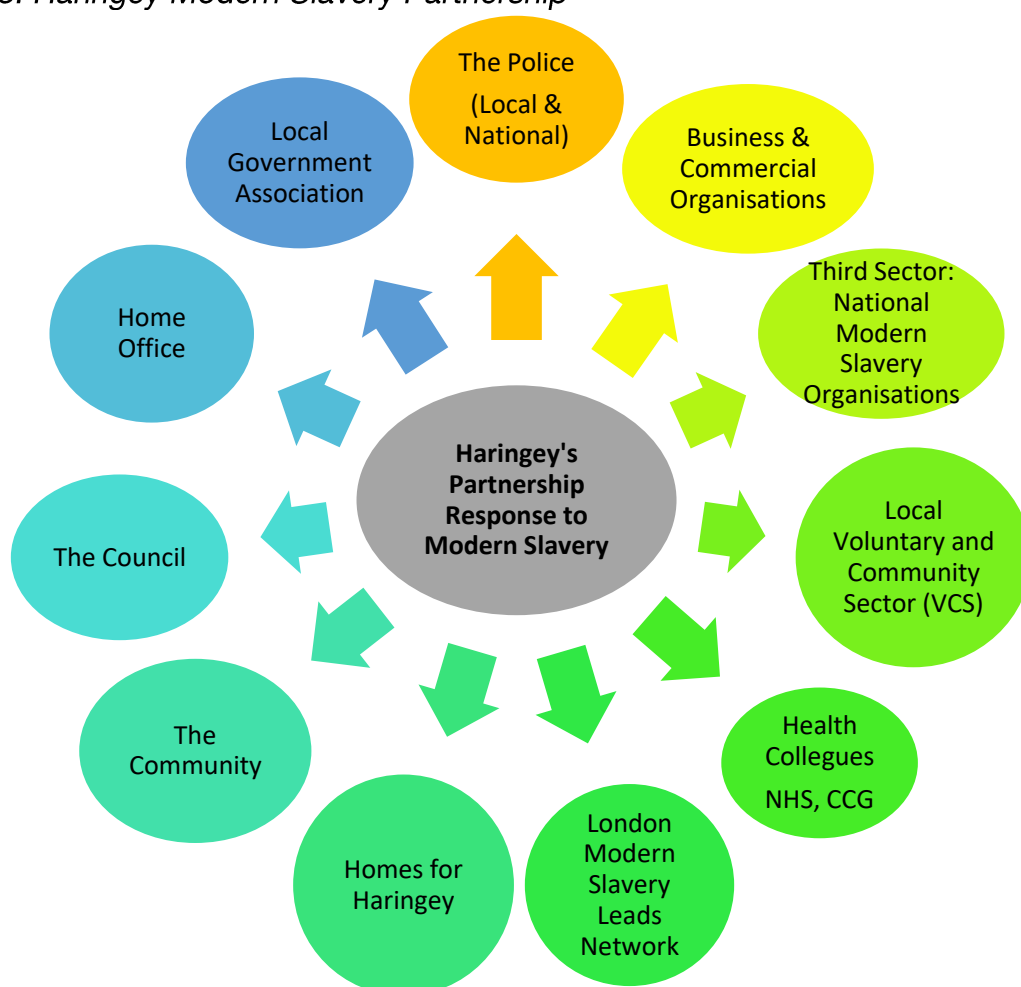 Haringey Modern Slavery Partnership
The Police
(Local &
National)
Business &
Commercial
Organisations
Third Sector:
National
Modern
Slavery
Organisations
Local
Voluntary and
Community
Sector (VCS)
Health
Collegues
NHS, CCG
London
Modern
Slavery
Leads
Network
Homes for
Haringey
The
Community
The Council
Home
Office
Local
Government
Association
Haringey's
Partnership
Response to
Modern Slavery